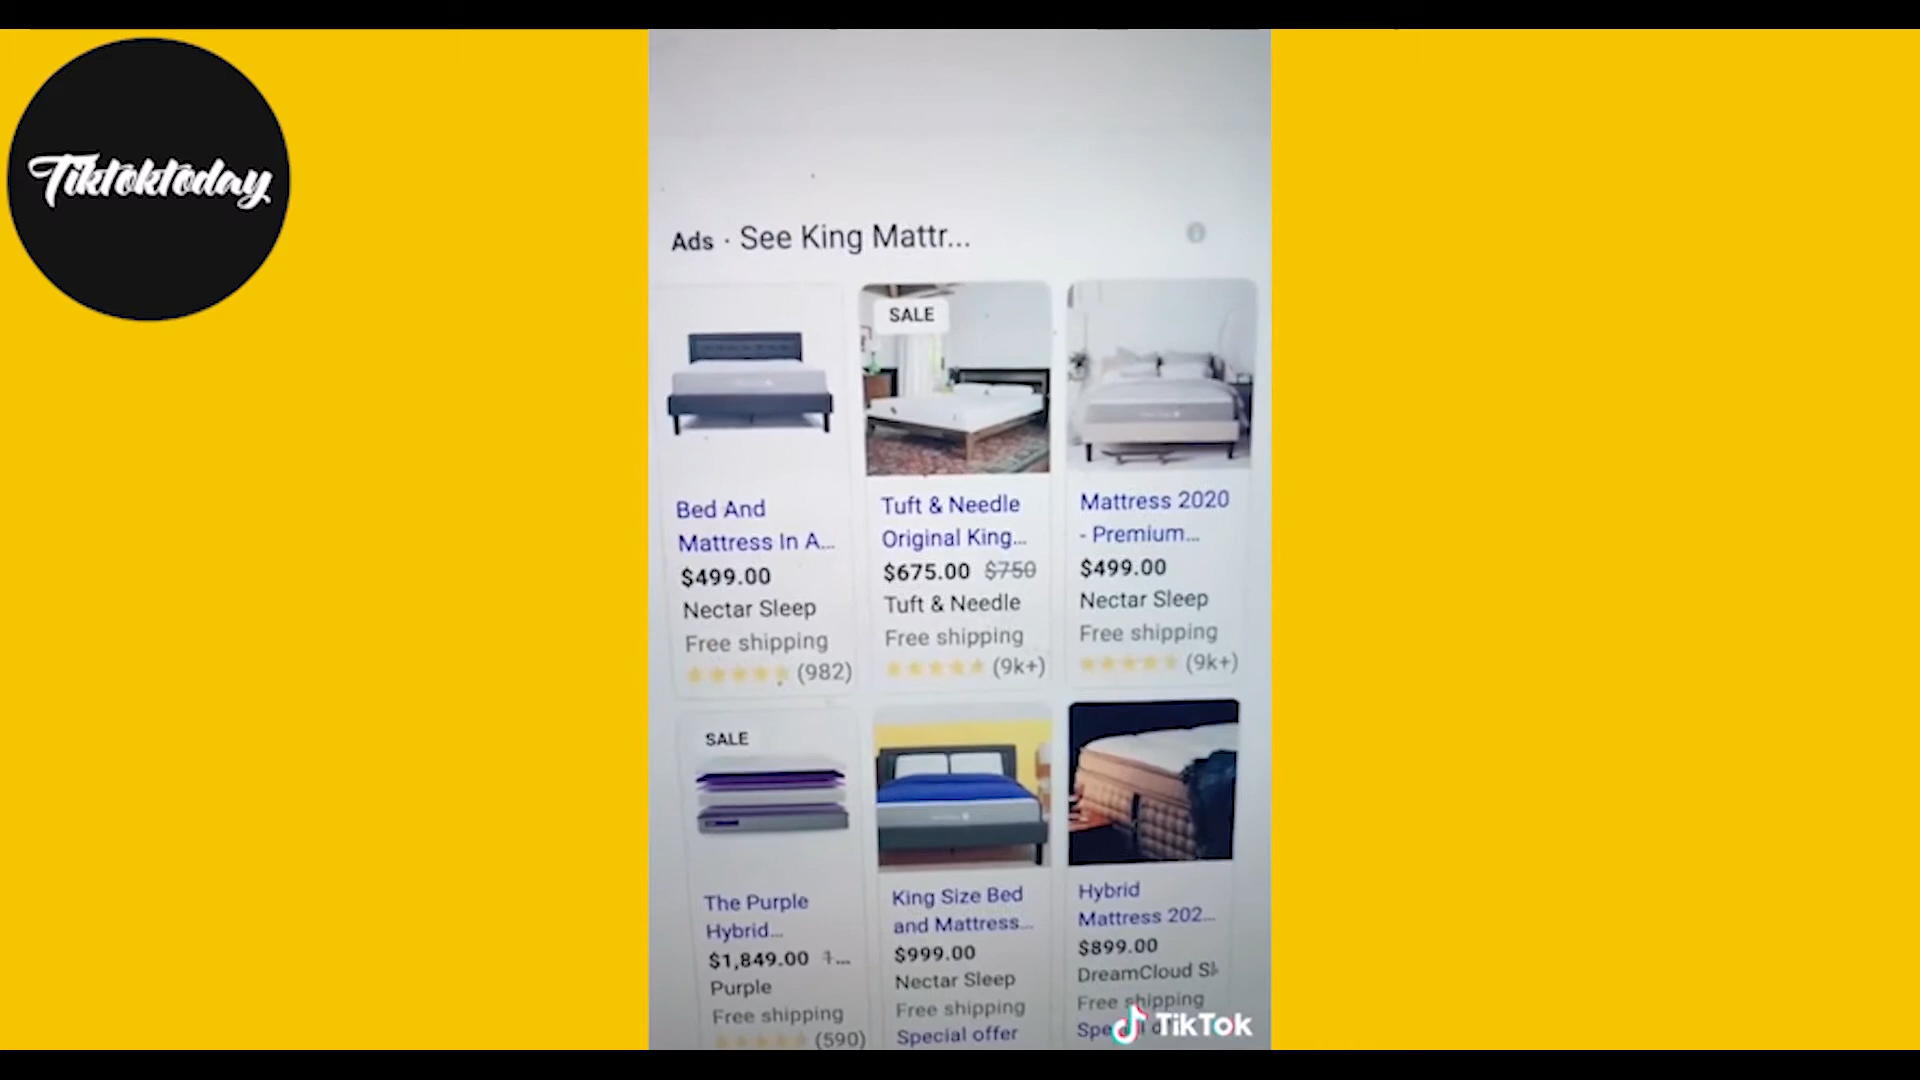 Tiktoktoday
Ads · See King Mattr...
SALE
Bed And
Mattress In A...
$499.00
Nectar Sleep
Free shipping
(982)
Tuft & Needle
Original King...
$675.00 $750
Tuft & Needle
Free shipping
(9k+)
Mattress 2020
- Premium...
$499.00
Nectar Sleep
Free shipping
(9k+)
SALE
The Purple
Hybrid...
$1,849.00
Purple
Free shipping
(590)
King Size Bed
and Mattress...
$999.00
Nectar Sleep
Free shipping
Special offer
Hybrid
Mattress 202...
$899.00
DreamCloud
Free shipping
TikTok